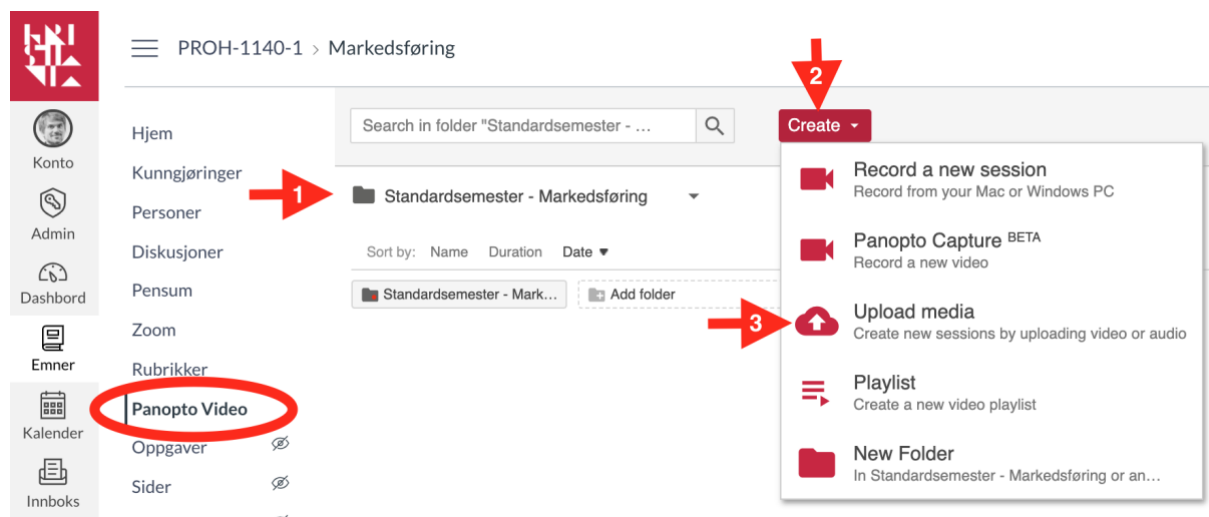 PROH-1140-1 > Markedsføring
Konto
Admin
Dashbord
Emner
Kalender
Innboks
Hjem
Kunngjøringer
Personer
Diskusjoner
Pensum
Zoom
Rubrikker
Panopto Video
Oppgaver
Sider
Search in folder "Standardsemester - ...
2
Create
1
Standardsemester - Markedsføring
Sort by: Name Duration Date ▼
Standardsemester - Mark... Add folder
3
Record a new session
Record from your Mac or Windows PC
Panopto Capture BETA
Record a new video
Upload media
Create new sessions by uploading video or audio
Playlist
Create a new video playlist
New Folder
In Standardsemester - Markedsføring or an…